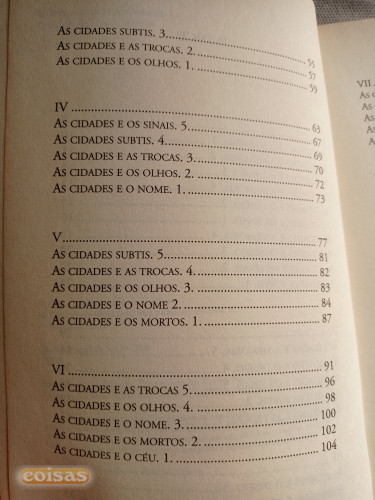 AS CIDADES SUBTIS. 3. 55
AS CIDADES E AS TROCAS. 2. 57
AS CIDADES E OS OLHOS. 1. 59
IV 63
AS CIDADES E OS SINAIS. 5. 67
AS CIDADES SUBTIS. 4. 69
AS CIDADES E AS TROCAS. 3. 70
AS CIDADES E OS OLHOS. 2. 72
AS CIDADES E O NOME. 1. 73
V 77
AS CIDADES SUBTIS. 5. 81
AS CIDADES E AS TROCAS. 4. 82
AS CIDADES E OS OLHOS. 3. 83
AS CIDADES E O NOME 2. 84
AS CIDADES E OS MORTOS. 1. 87
VI 91
AS CIDADES E AS TROCAS 5. 96
AS CIDADES E OS OLHOS. 4. 98
AS CIDADES E O NOME. 3. 100
AS CIDADES E OS MORTOS. 2. 102
AS CIDADES E O CÉU. 1. 104
VII
coisas